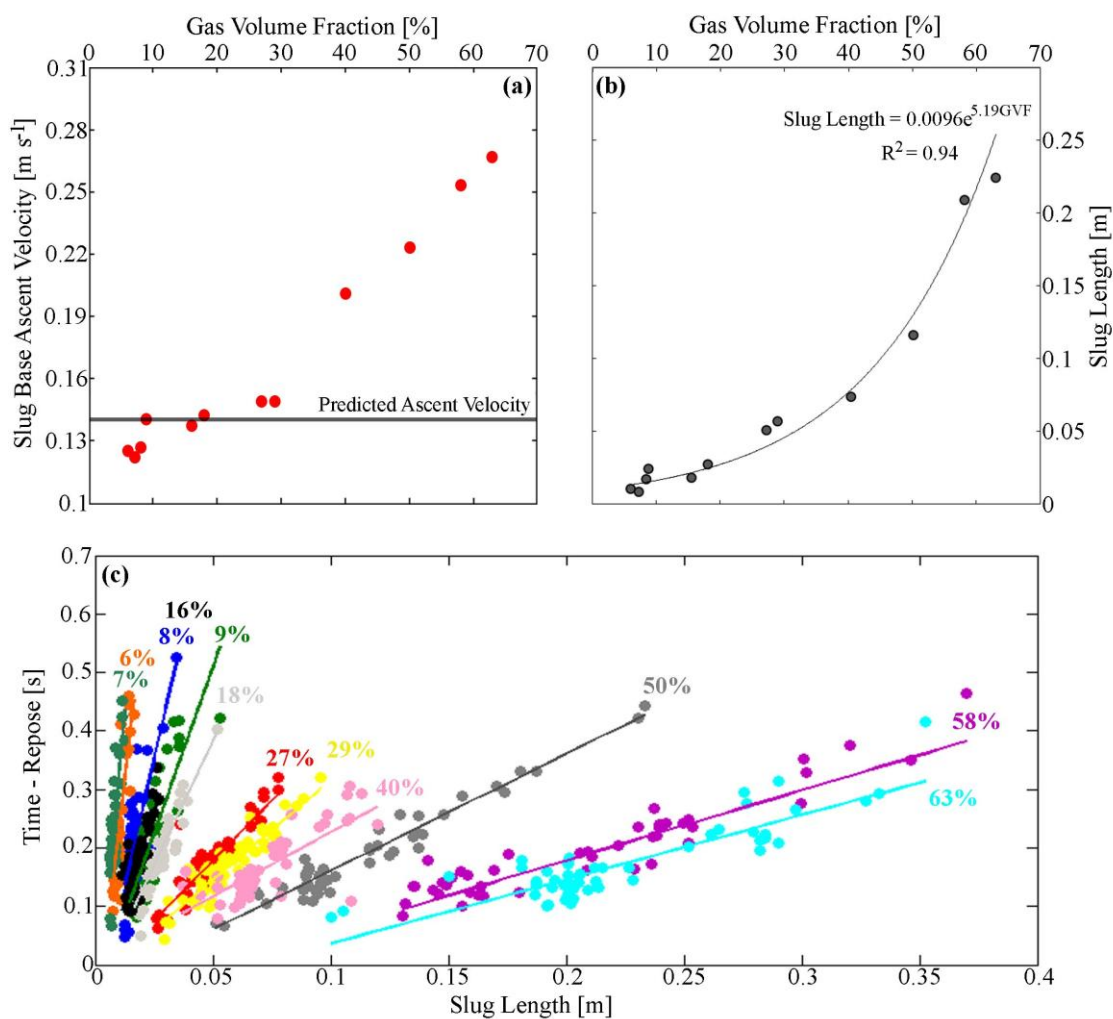 Gas Volume Fraction [%]
Gas Volume Fraction [%]
0 10 20 30 40 50 60 70
0 10 20 30 40 50 60 70
0.31
0.28
0.25
0.22
0.19
0.16
0.13
0.1
Slug Base Ascent Velocity [m s-1]
(a)
Predicted Ascent Velocity
(b)
Slug Length = 0.0096e^5.19GVF
R² = 0.94
0.25
0.2
0.15
0.1
0.05
0
Slug Length [m]
(c)
0.7
0.6
0.5
0.4
0.3
0.2
0.1
0
Time - Repose [s]
16%
8%
9%
6%
7%
18%
27%
29%
40%
50%
58%
63%
0 0.05 0.1 0.15 0.2 0.25 0.3 0.35 0.4
Slug Length [m]